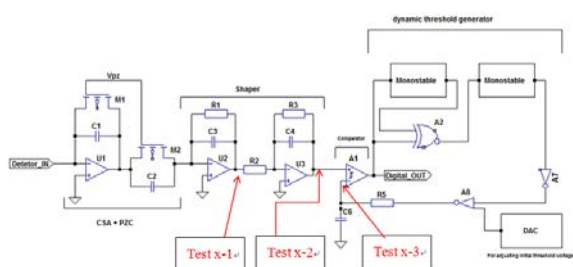 dynamic threshold generator
Vpz
Shaper
Monostable
Monostable
M1
R1
R3
C1
M2
C3
C4
A2
Comparator
U1
U2
R2
U3
A1
Detetor_IN
Digital_OUT
C2
R5
A6
A7
C6
CSA + PZC
DAC
Test x-1
Test x-2
Test x-3
For adjusting initial threshold voltage